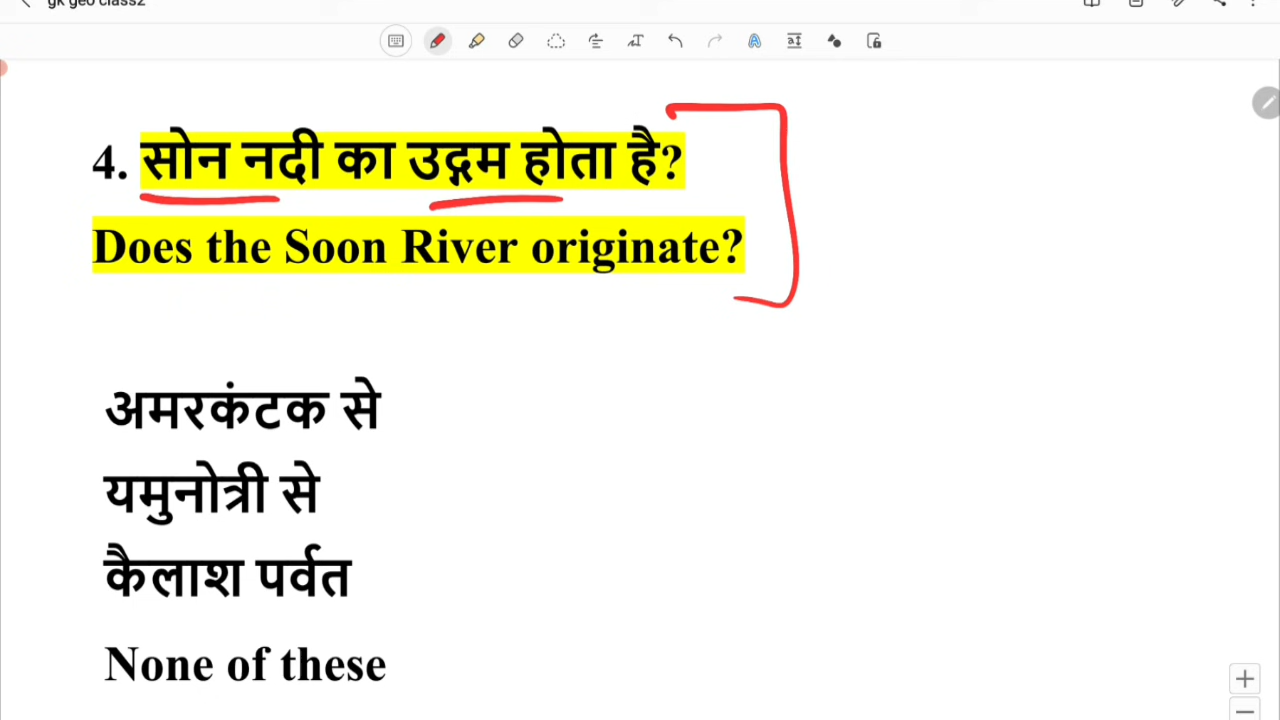 gk geo class2
4. सोन नदी का उद्गम होता है?
Does the Soon River originate?
अमरकंटक से
यमुनोत्री से
कैलाश पर्वत
None of these